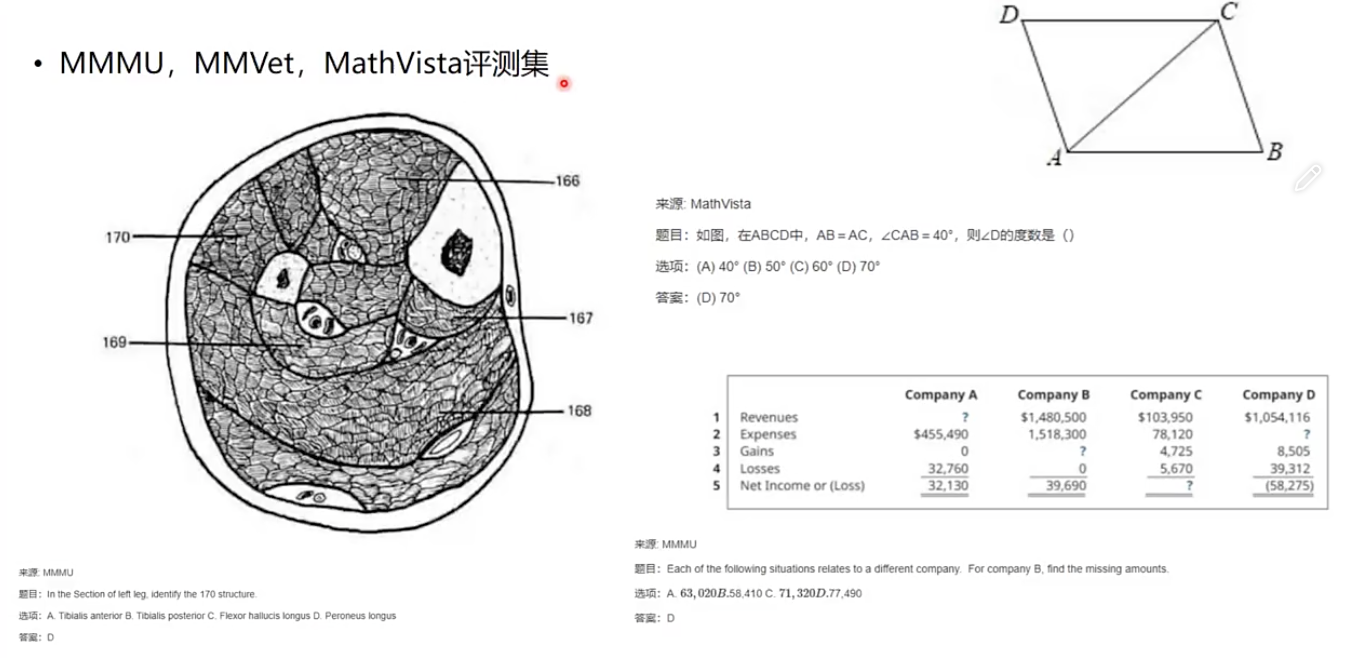 • MMMU，MMVet，MathVista评测集
166
170
167
169
168
来源: MMMU
题目：In the Section of left leg, identify the 170 structure.
选项：A. Tibialis anterior B. Tibialis posterior C. Flexor hallucis longus D. Peroneus longus
答案：D
D C
A B
来源: MathVista
题目：如图，在ABCD中，AB＝AC，∠CAB＝40°，则∠D的度数是（）
选项：(A) 40° (B) 50° (C) 60° (D) 70°
答案：(D) 70°
Company A Company B Company C Company D
1 Revenues ? $1,480,500 $103,950 $1,054,116
2 Expenses $455,490 1,518,300 78,120 ?
3 Gains 0 ? 4,725 8,505
4 Losses 32,760 0 5,670 39,312
5 Net Income or (Loss) 32,130 39,690 ? (58,275)
来源: MMMU
题目：Each of the following situations relates to a different company. For company B, find the missing amounts.
选项：A. 63,020B.58,410 C. 71,320D.77,490
答案：D